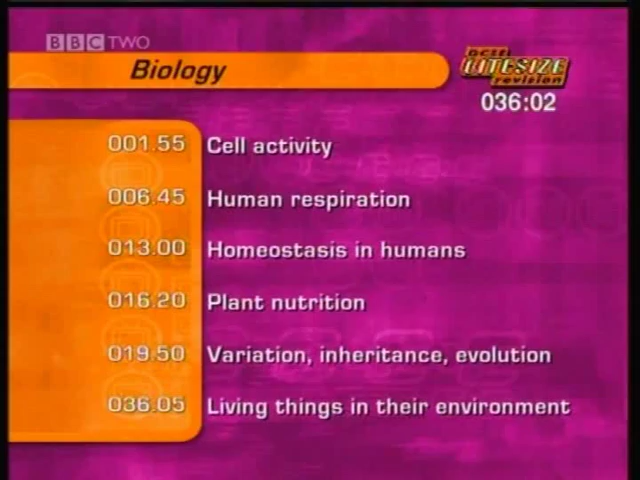 BBC TWO
Biology
GCSE
BITESIZE
revision
036:02
001.55 Cell activity
006.45 Human respiration
013.00 Homeostasis in humans
016.20 Plant nutrition
019.50 Variation, inheritance, evolution
036.05 Living things in their environment